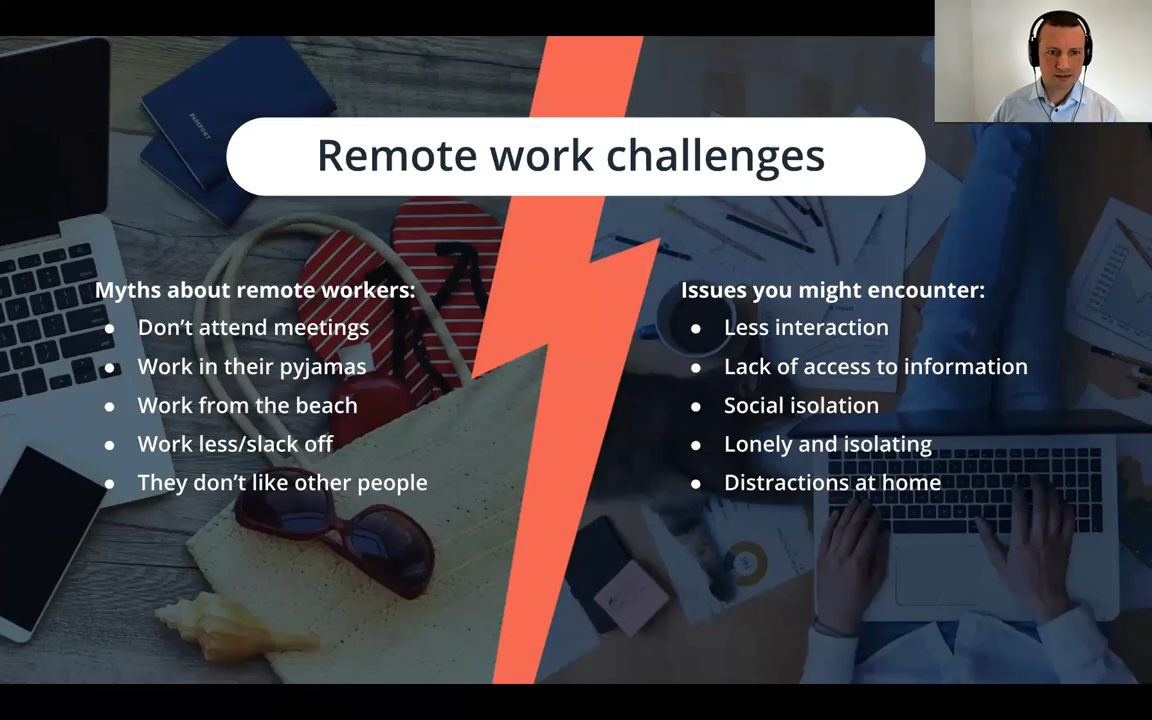 Remote work challenges
PASSPORT
Myths about remote workers:
● Don’t attend meetings
● Work in their pyjamas
● Work from the beach
● Work less/slack off
● They don’t like other people
Issues you might encounter:
● Less interaction
● Lack of access to information
● Social isolation
● Lonely and isolating
● Distractions at home